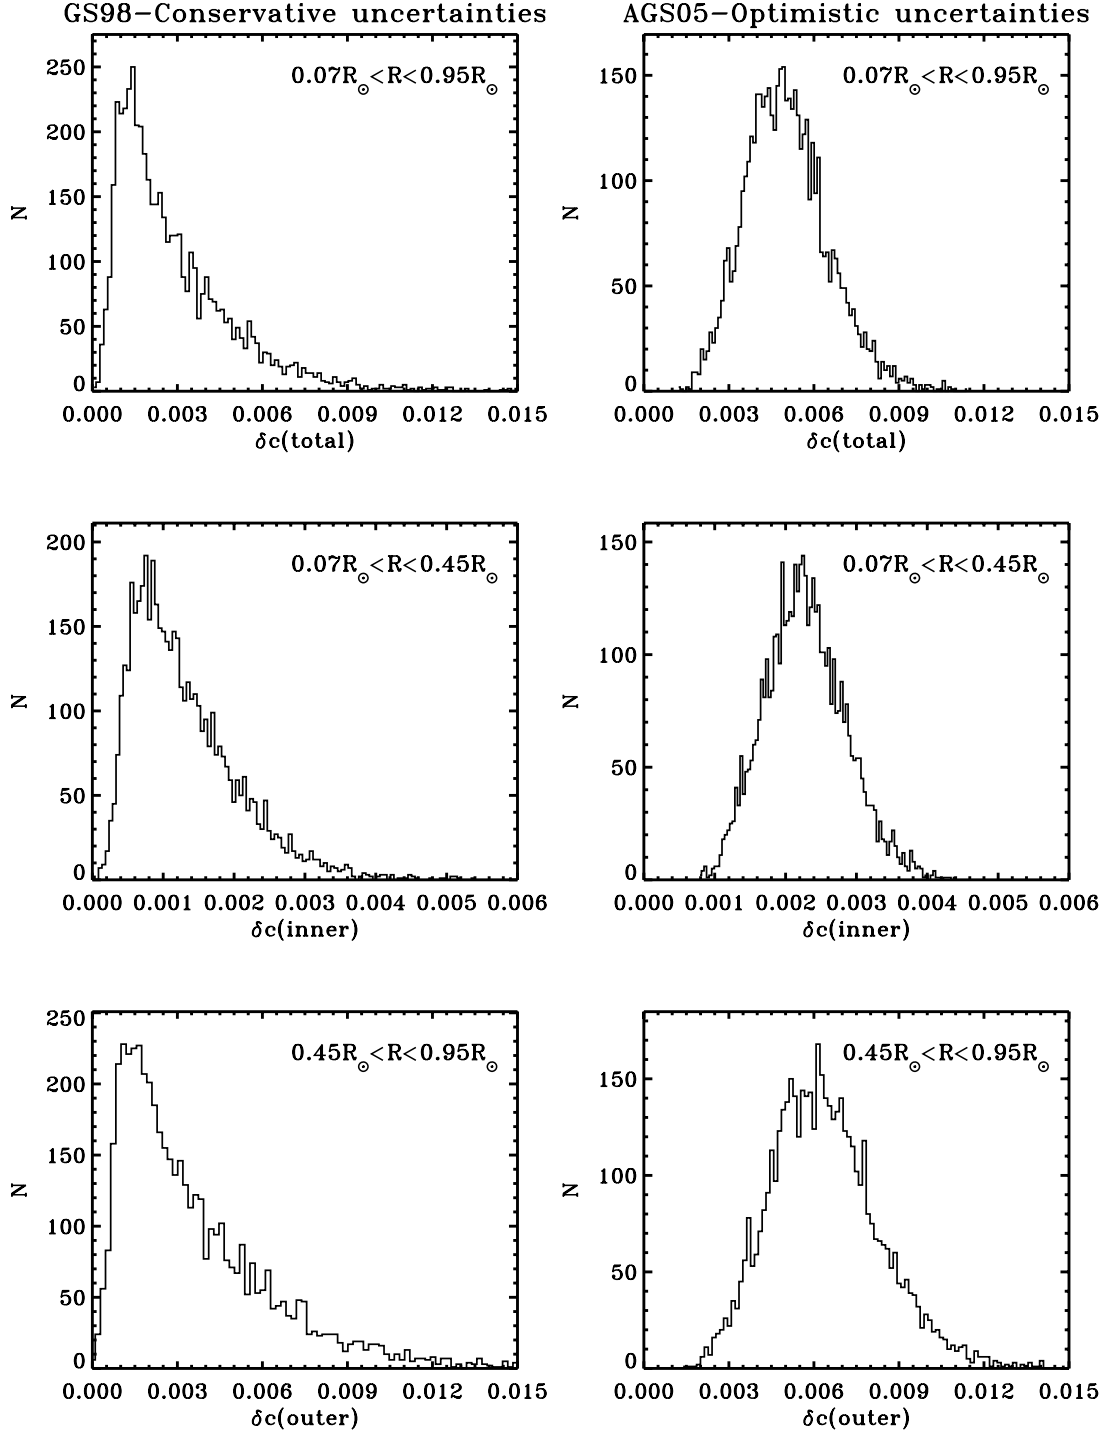 GS98−Conservative uncertainties
AGS05−Optimistic uncertainties
250
200
150
100
50
0
N
0.07R☉<R<0.95R☉
0.000 0.003 0.006 0.009 0.012 0.015
δc(total)
150
100
50
0
N
0.07R☉<R<0.95R☉
0.000 0.003 0.006 0.009 0.012 0.015
δc(total)
200
150
100
50
0
N
0.07R☉<R<0.45R☉
0.000 0.001 0.002 0.003 0.004 0.005 0.006
δc(inner)
150
100
50
0
N
0.07R☉<R<0.45R☉
0.000 0.001 0.002 0.003 0.004 0.005 0.006
δc(inner)
250
200
150
100
50
0
N
0.45R☉<R<0.95R☉
0.000 0.003 0.006 0.009 0.012 0.015
δc(outer)
150
100
50
0
N
0.45R☉<R<0.95R☉
0.000 0.003 0.006 0.009 0.012 0.015
δc(outer)